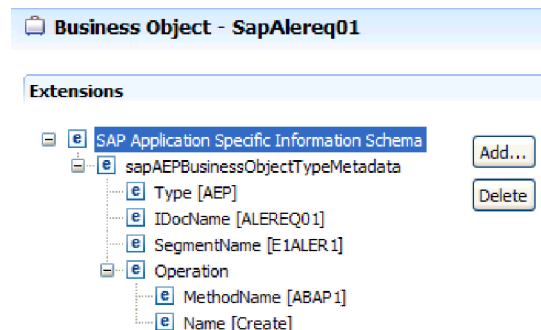 Business Object - SapAlereq01
Extensions
e SAP Application Specific Information Schema
Add...
e sapAEPBusinessObjectTypeMetadata
e Type [AEP]
Delete
e IDocName [ALEREQ01]
e SegmentName [E1ALER1]
e Operation
e MethodName [ABAP1]
e Name [Create]